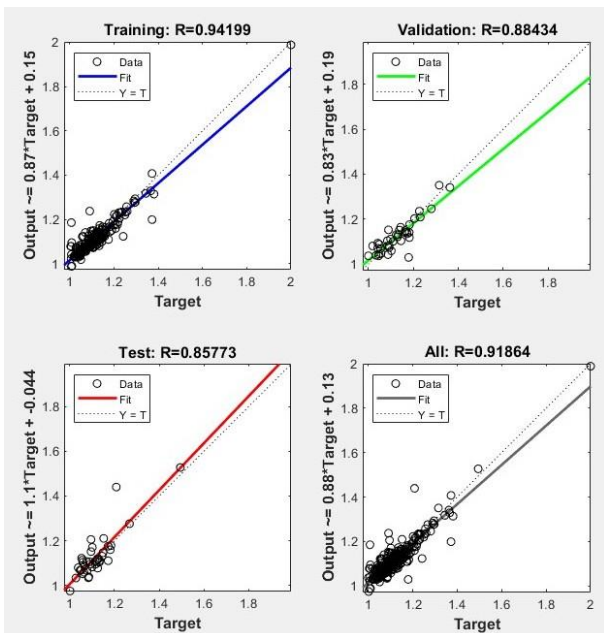 Training: R=0.94199
Output ~= 0.87*Target + 0.15
2
1.8
1.6
1.4
1.2
1
Data
Fit
Y = T
1.2
1.4
1.6
1.8
2
Target
Validation: R=0.88434
Output ~= 0.83*Target + 0.19
1.8
1.6
1.4
1.2
1
Data
Fit
Y = T
1
1.2
1.4
1.6
1.8
Target
Test: R=0.85773
Output ~= 1.1*Target + -0.044
1.8
1.6
1.4
1.2
1
Data
Fit
Y = T
1
1.2
1.4
1.6
1.8
Target
All: R=0.91864
Output ~= 0.88*Target + 0.13
2
1.8
1.6
1.4
1.2
1
Data
Fit
Y = T
1
1.2
1.4
1.6
1.8
2
Target